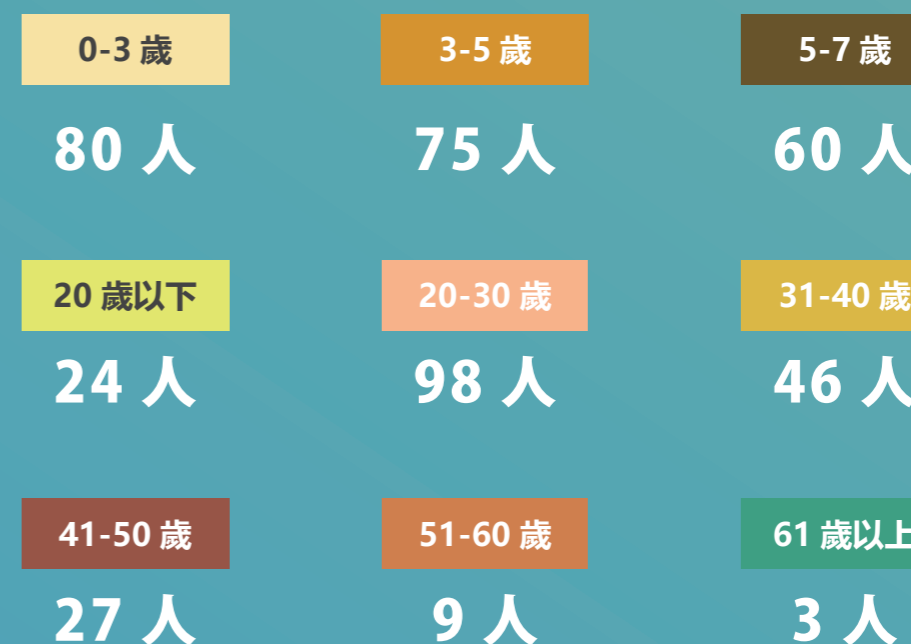 0-3 歲
3-5 歲
5-7 歲
80 人
75 人
60 人
20 歲以下
20-30 歲
31-40 歲
24 人
98 人
46 人
41-50 歲
51-60 歲
61 歲以上
27 人
9 人
3 人